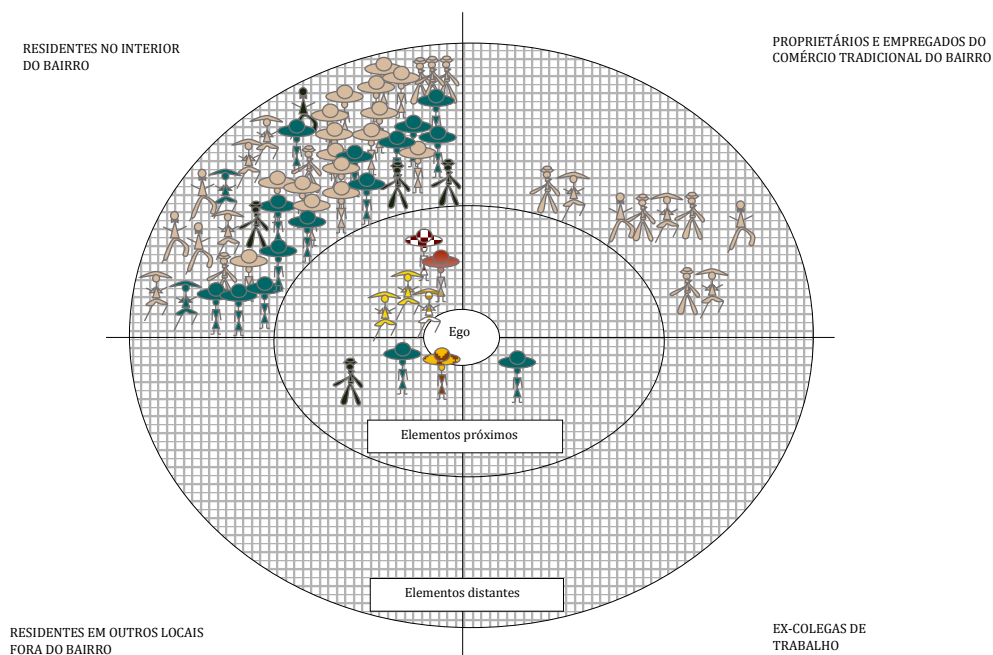 RESIDENTES NO INTERIOR
DO BAIRRO
PROPRIETÁRIOS E EMPREGADOS DO
COMÉRCIO TRADICIONAL DO BAIRRO
Ego
Elementos próximos
Elementos distantes
RESIDENTES EM OUTROS LOCAIS
FORA DO BAIRRO
EX-COLEGAS DE
TRABALHO